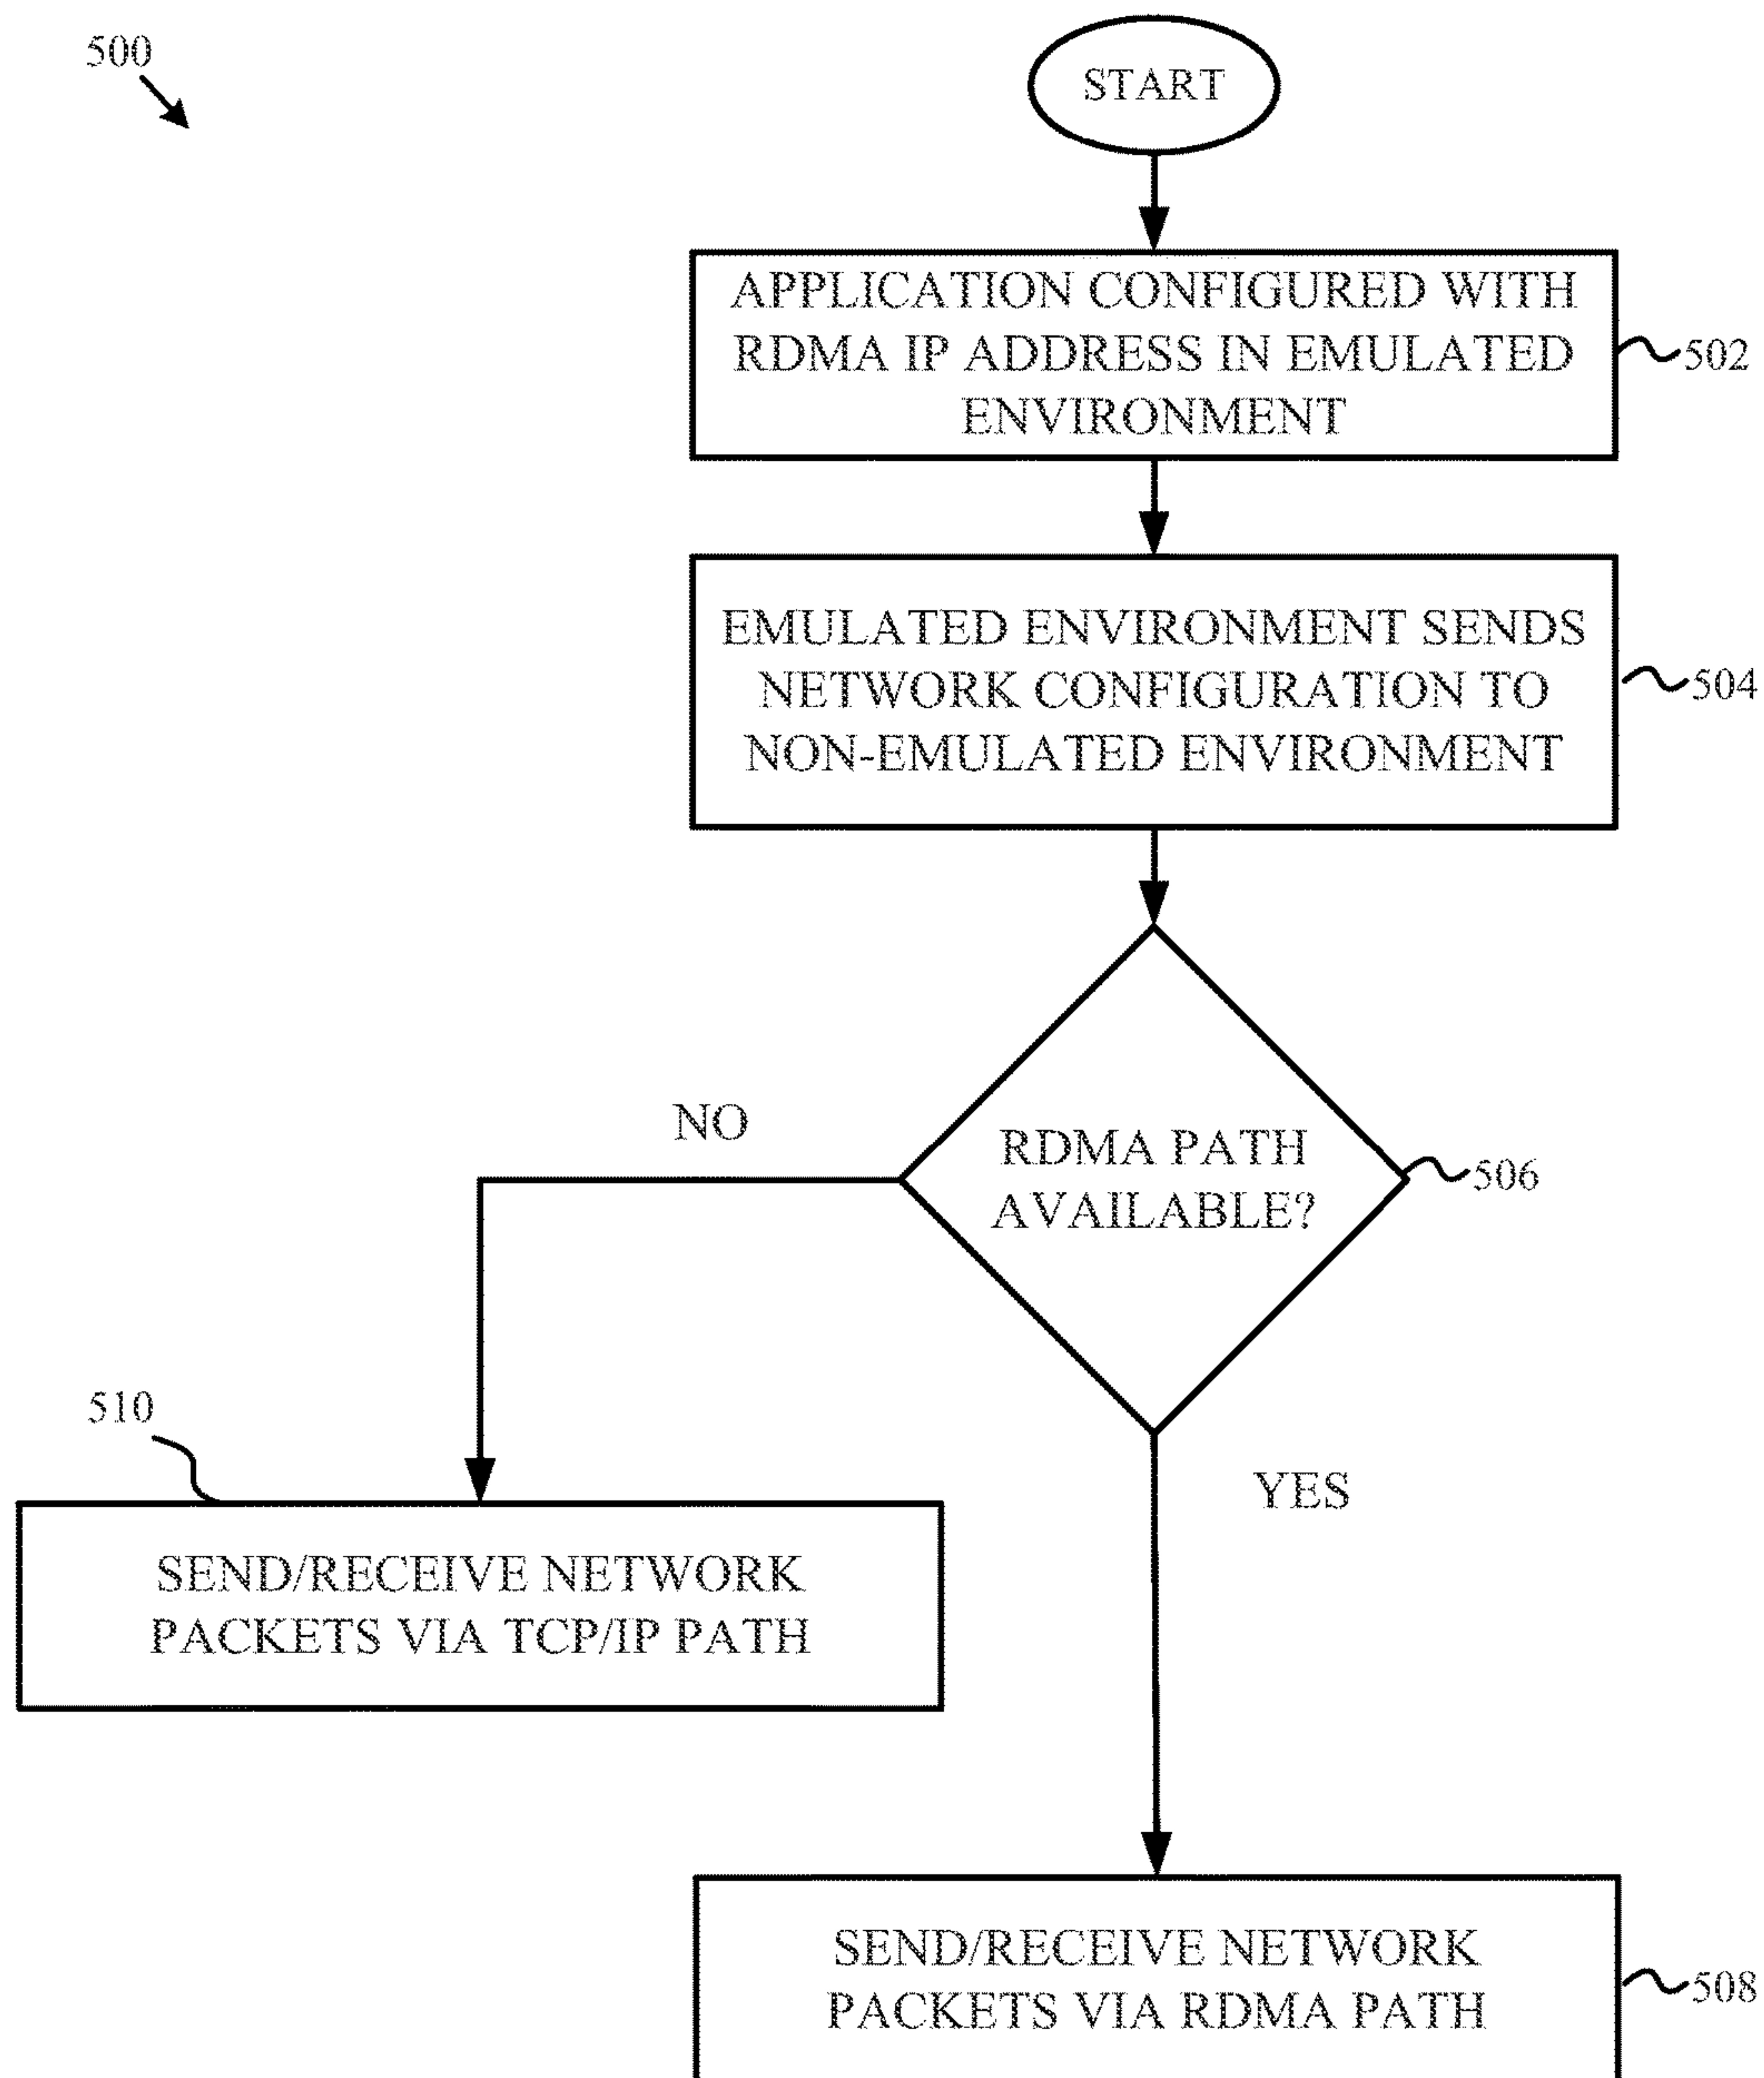 500
START
APPLICATION CONFIGURED WITH
RDMA IP ADDRESS IN EMULATED
ENVIRONMENT
502
EMULATED ENVIRONMENT SENDS
NETWORK CONFIGURATION TO
NON-EMULATED ENVIRONMENT
504
RDMA PATH
AVAILABLE?
506
NO
YES
510
SEND/RECEIVE NETWORK
PACKETS VIA TCP/IP PATH
SEND/RECEIVE NETWORK
PACKETS VIA RDMA PATH
508